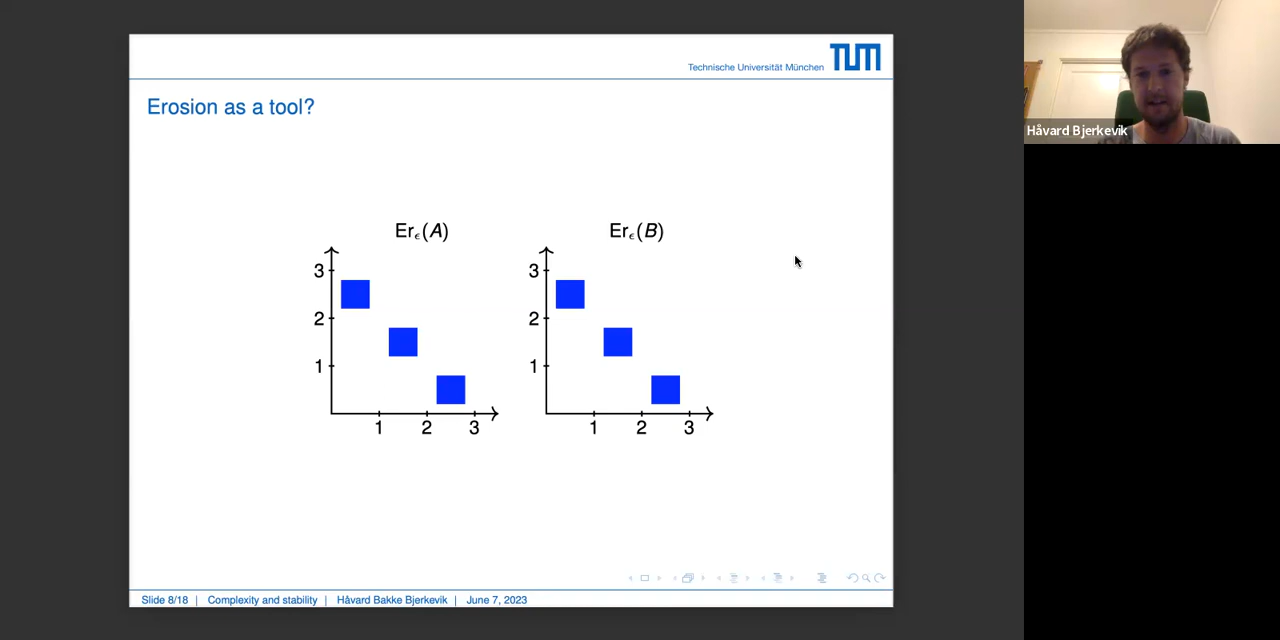 Technische Universität München
TUM
Erosion as a tool?
Erϵ(A)
3
2
1
1 2 3
Erϵ(B)
3
2
1
1 2 3
Slide 8/18 | Complexity and stability | Håvard Bakke Bjerkevik | June 7, 2023
Håvard Bjerkevik